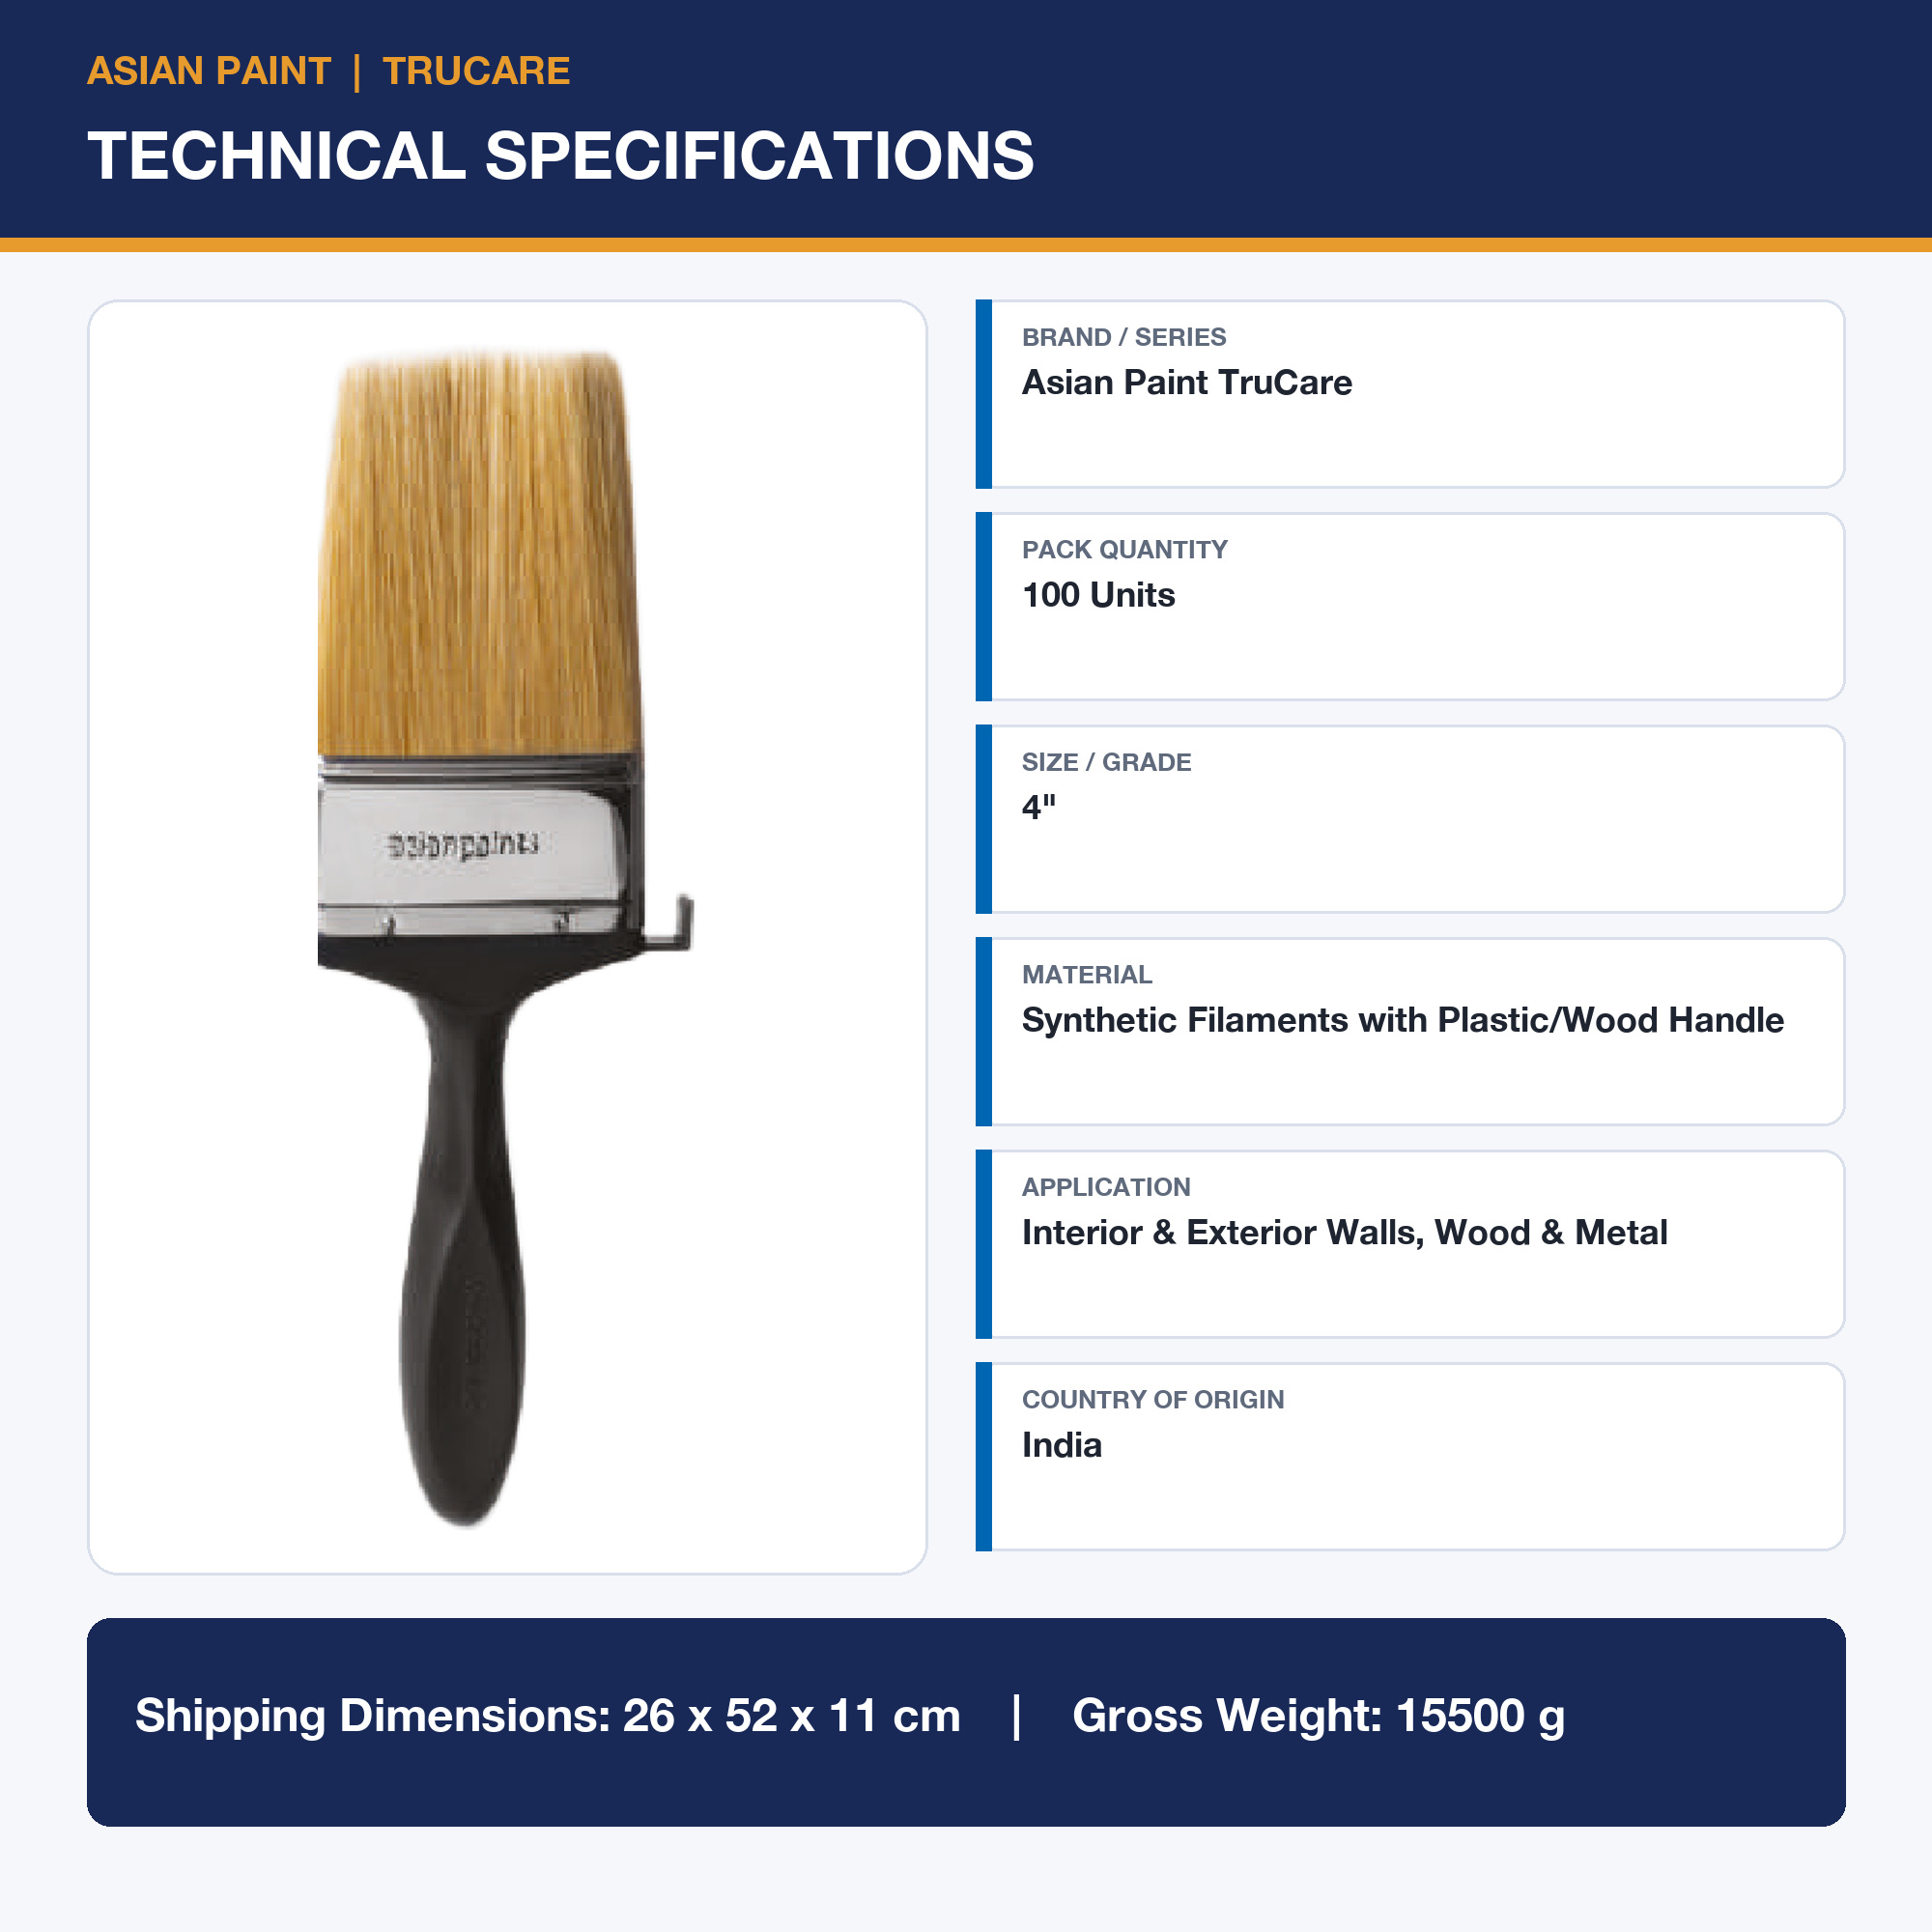 ASIAN PAINT | TRUCARE
TECHNICAL SPECIFICATIONS
asianpaints
BRAND / SERIES
Asian Paint TruCare
PACK QUANTITY
100 Units
SIZE / GRADE
4"
MATERIAL
Synthetic Filaments with Plastic/Wood Handle
APPLICATION
Interior & Exterior Walls, Wood & Metal
COUNTRY OF ORIGIN
India
Shipping Dimensions: 26 x 52 x 11 cm | Gross Weight: 15500 g